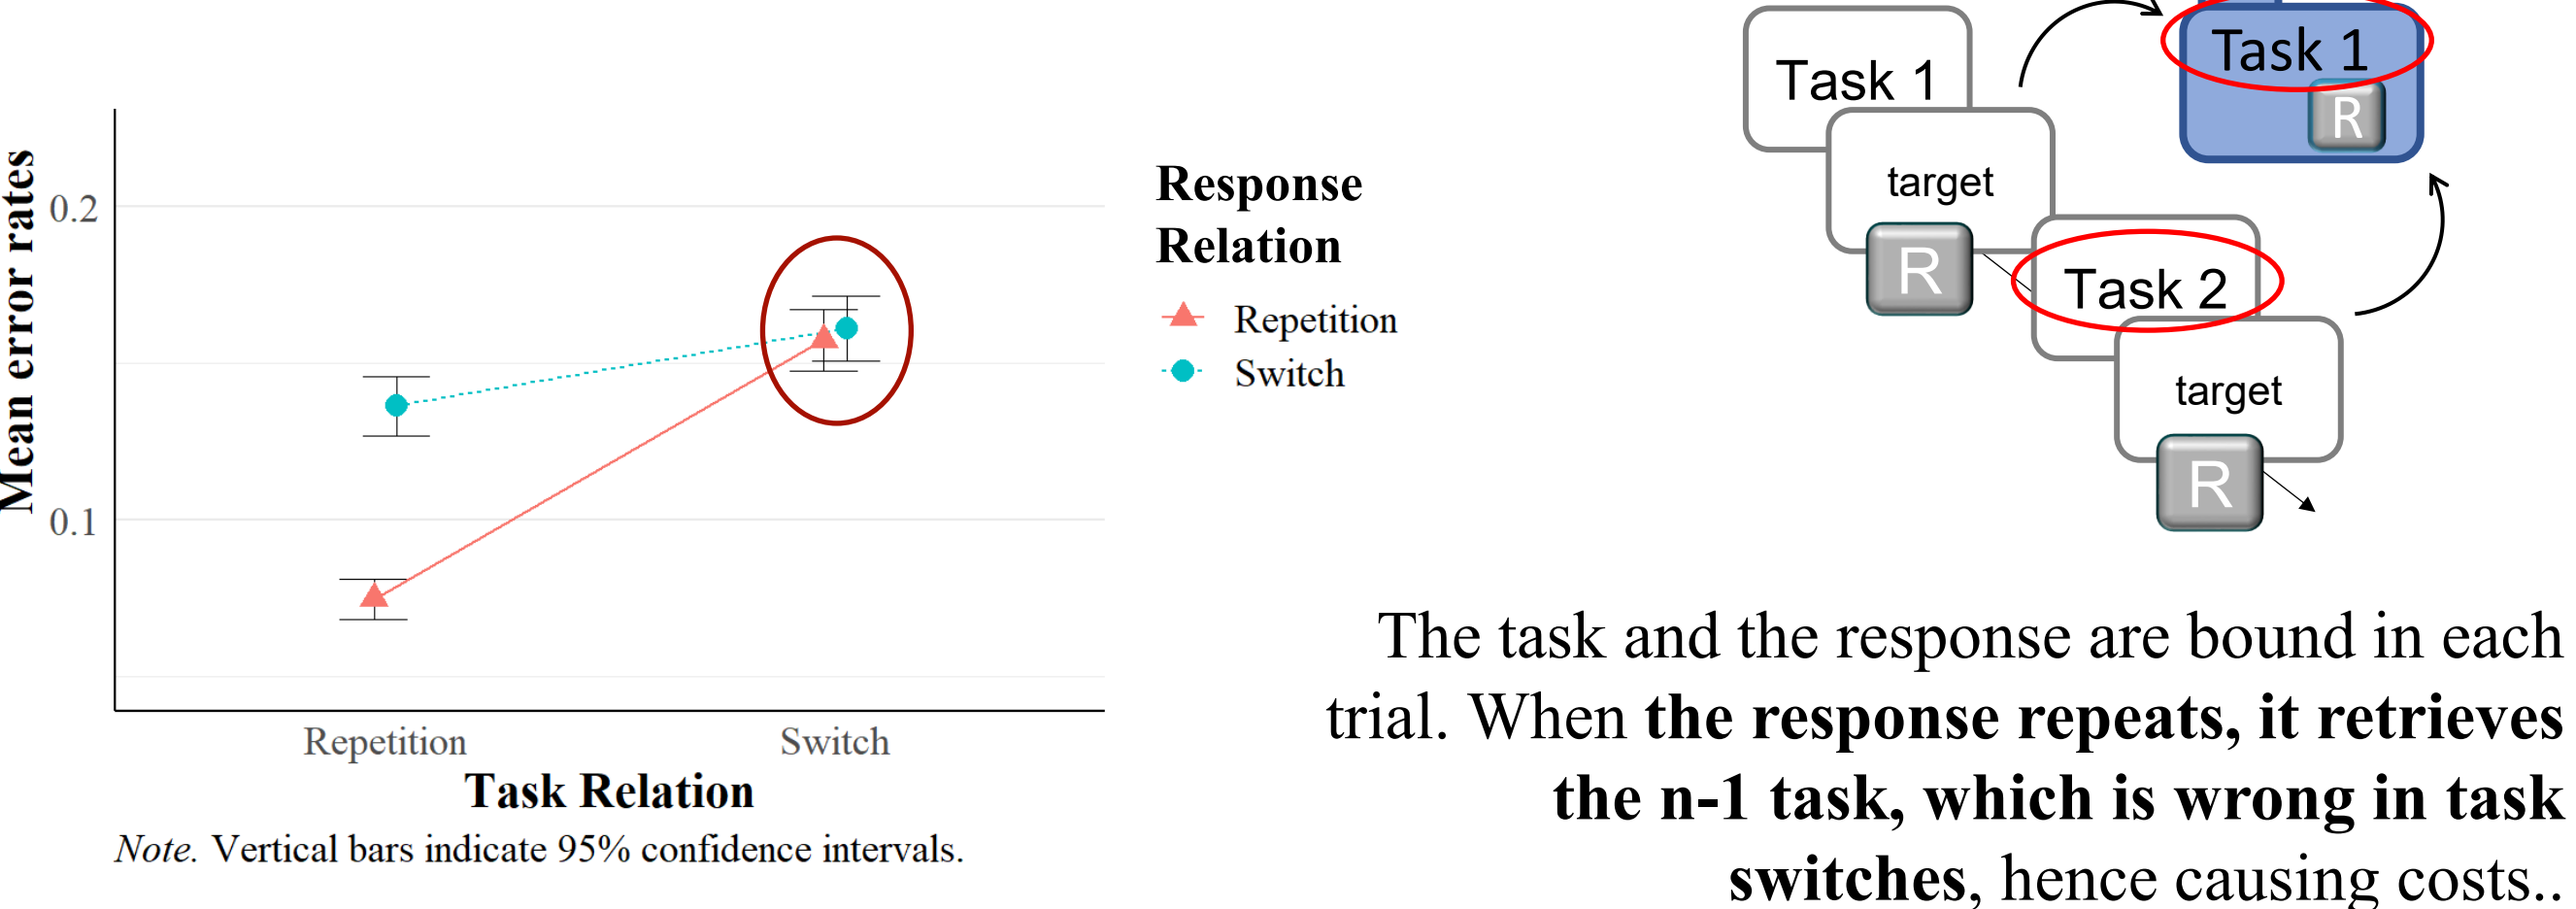 Mean error rates
0.2
0.1
Repetition
Switch
Task Relation
Note. Vertical bars indicate 95% confidence intervals.
Response
Relation
Repetition
Switch
Task 1
target
R
Task 2
target
R
Task 1
R
The task and the response are bound in each
trial. When the response repeats, it retrieves
the n-1 task, which is wrong in task
switches, hence causing costs..